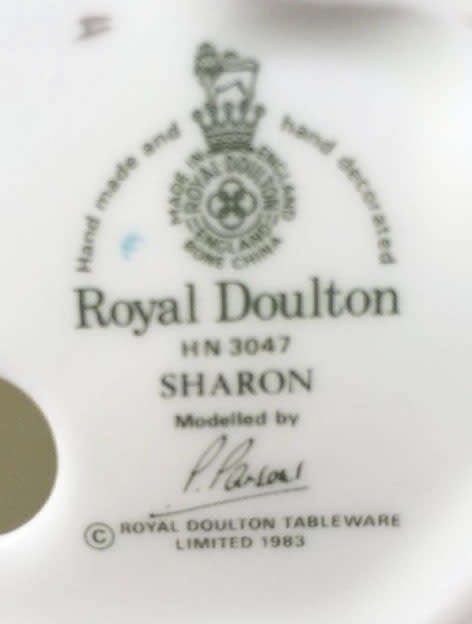 Hand made and hand decorated
MADE IN ENGLAND
ROYAL DOULTON
ENGLAND
BONE CHINA
Royal Doulton
HN 3047
SHARON
Modelled by
P. Parsons
© ROYAL DOULTON TABLEWARE
LIMITED 1983